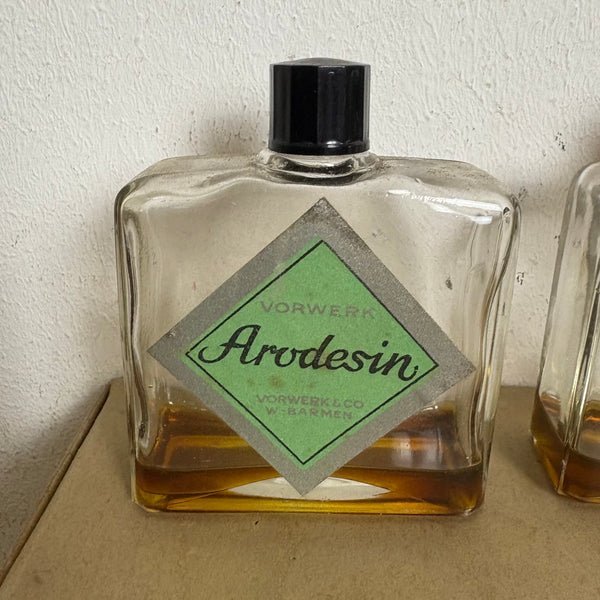 VORWERK
Arodesin
VORWERK & CO
W.-BARMEN